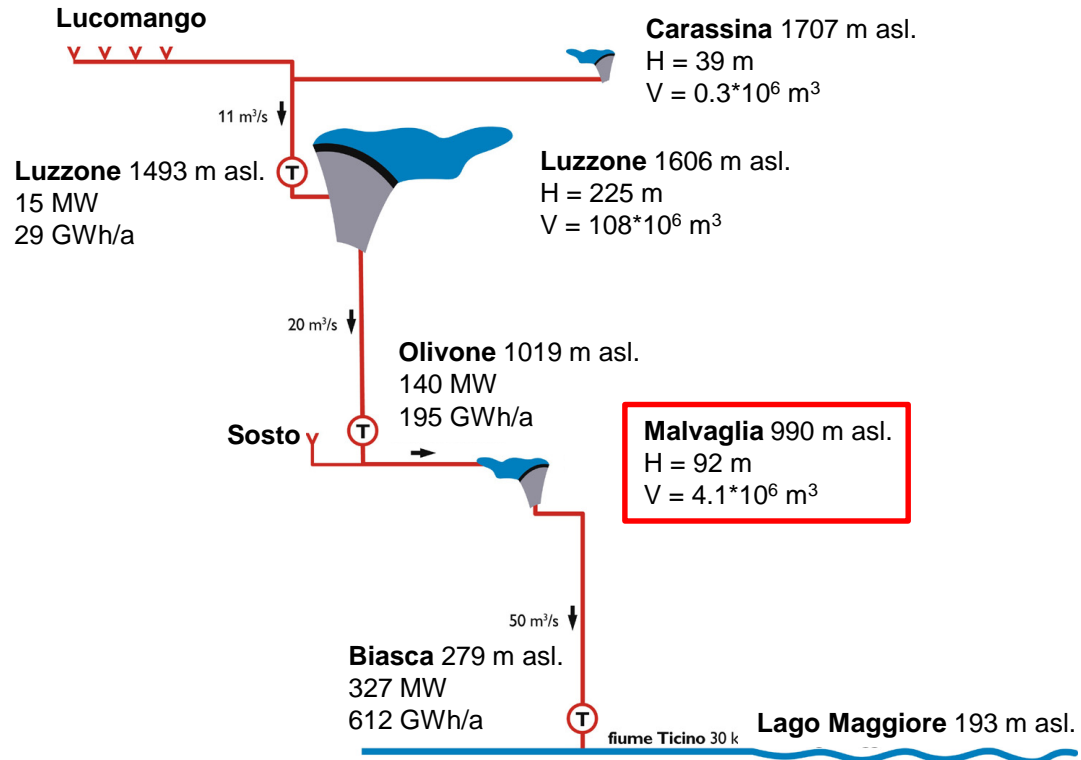 Lucomango
Carassina 1707 m asl.
H = 39 m
V = 0.3*10⁶ m³
11 m³/s
Luzzone 1493 m asl.
T
15 MW
29 GWh/a
Luzzone 1606 m asl.
H = 225 m
V = 108*10⁶ m³
20 m³/s
Olivone 1019 m asl.
140 MW
195 GWh/a
Sosto
T
Malvaglia 990 m asl.
H = 92 m
V = 4.1*10⁶ m³
50 m³/s
Biasca 279 m asl.
327 MW
612 GWh/a
T
fiume Ticino 30 k
Lago Maggiore 193 m asl.